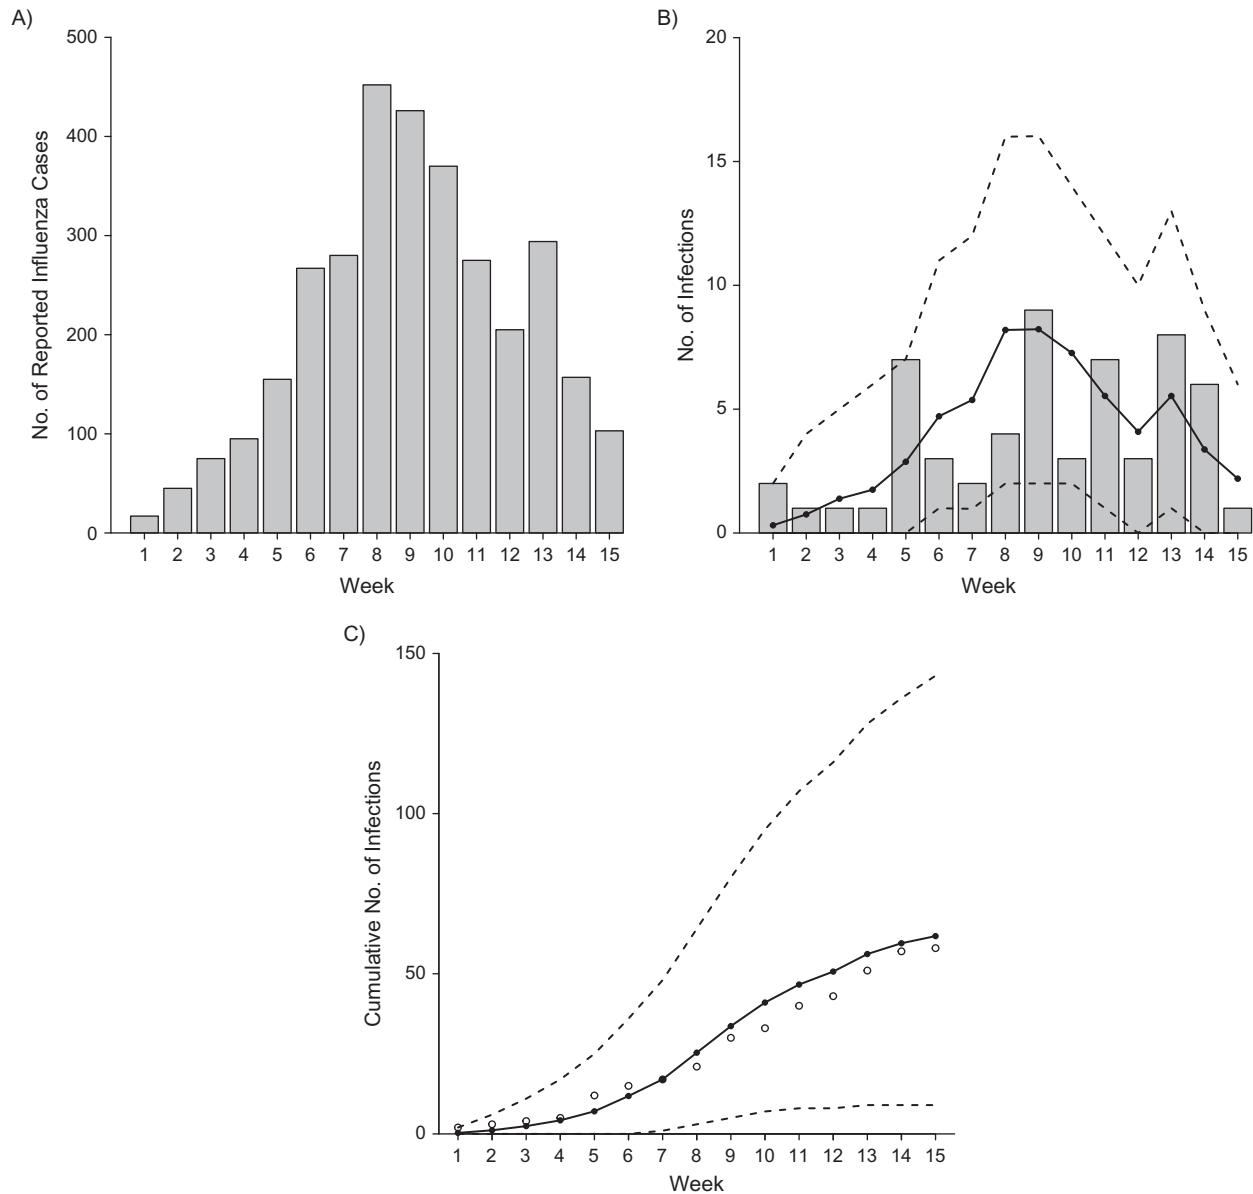 A)
500
400
300
200
100
0
No. of Reported Influenza Cases
1 2 3 4 5 6 7 8 9 10 11 12 13 14 15
Week
B)
20
15
10
5
0
No. of Infections
1 2 3 4 5 6 7 8 9 10 11 12 13 14 15
Week
C)
150
100
50
0
Cumulative No. of Infections
1 2 3 4 5 6 7 8 9 10 11 12 13 14 15
Week